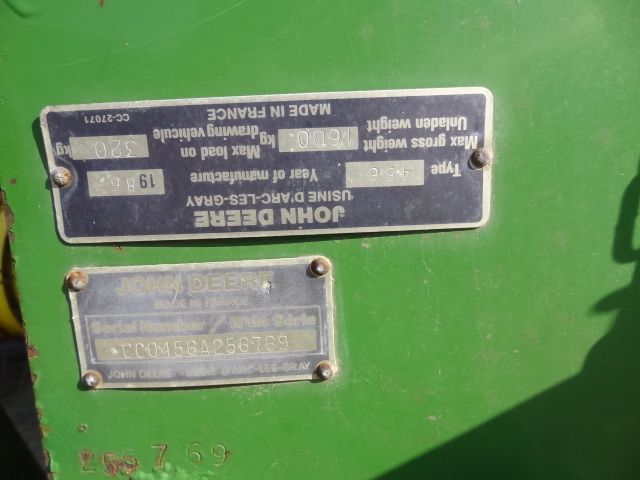 JOHN DEERE
USINE D'ARC-LES-GRAY
Type 456 Year of manufacture 1986
Max gross weight
Unladen weight 1600 kg Max load on drawing vehicule 320 kg
MADE IN FRANCE CC-27071
JOHN DEERE
MADE IN FRANCE
Serial Number / N°de Série
*CC0456A256769
JOHN DEERE - USINE D'ARC-LES-GRAY
256769